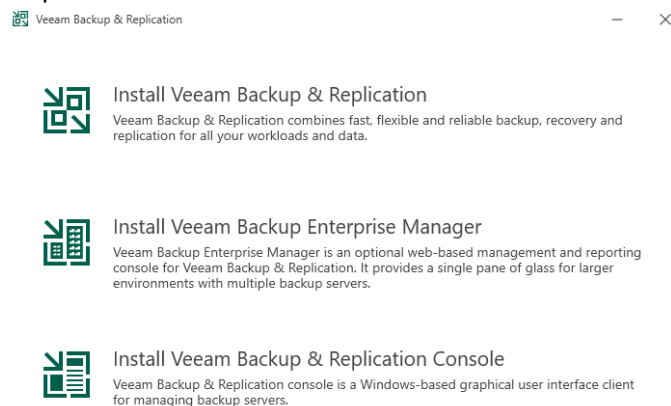 Veeam Backup & Replication
Install Veeam Backup & Replication
Veeam Backup & Replication combines fast, flexible and reliable backup, recovery and
replication for all your workloads and data.
Install Veeam Backup Enterprise Manager
Veeam Backup Enterprise Manager is an optional web-based management and reporting
console for Veeam Backup & Replication. It provides a single pane of glass for larger
environments with multiple backup servers.
Install Veeam Backup & Replication Console
Veeam Backup & Replication console is a Windows-based graphical user interface client
for managing backup servers.